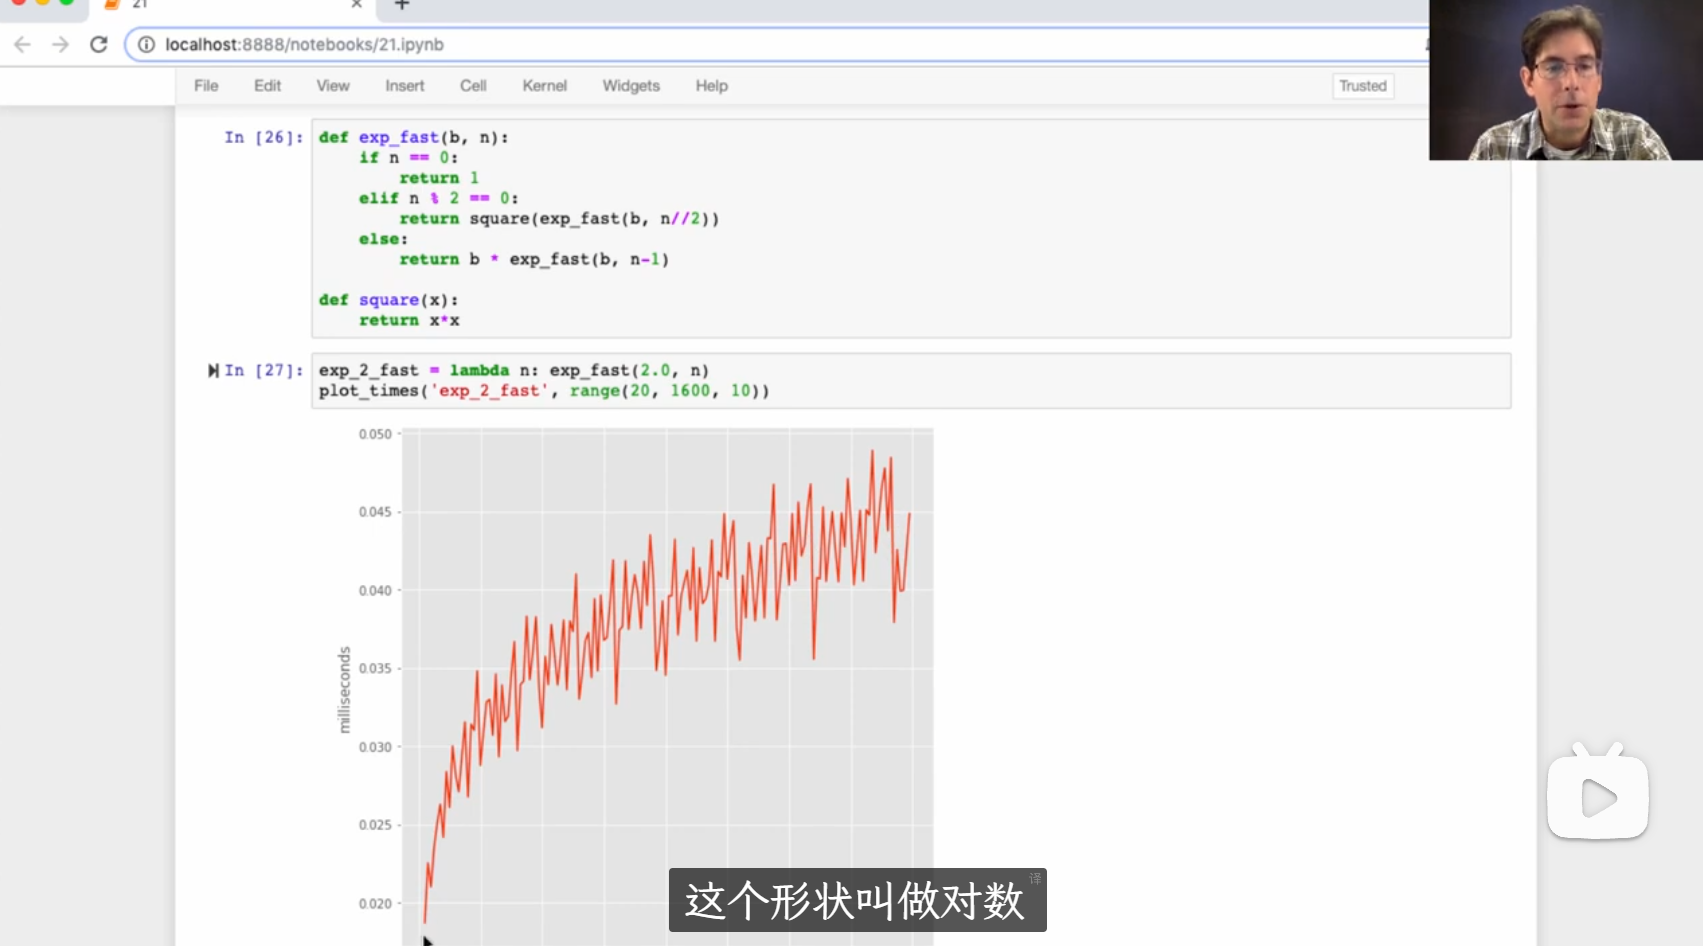 21
localhost:8888/notebooks/21.ipynb
File Edit View Insert Cell Kernel Widgets Help Trusted
In [26]:
def exp_fast(b, n):
    if n == 0:
        return 1
    elif n % 2 == 0:
        return square(exp_fast(b, n//2))
    else:
        return b * exp_fast(b, n-1)
def square(x):
    return x*x
In [27]:
exp_2_fast = lambda n: exp_fast(2.0, n)
plot_times('exp_2_fast', range(20, 1600, 10))
0.050
0.045
0.040
0.035
0.030
0.025
0.020
milliseconds
这个形状叫做对数
译